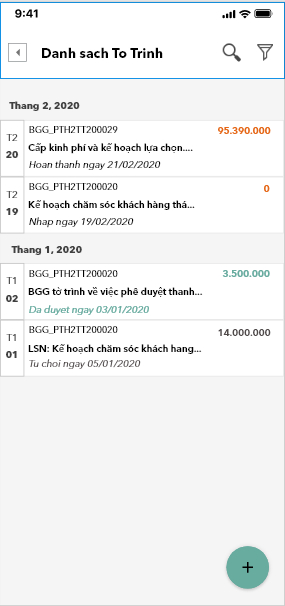 9:41
Danh sach To Trinh
Thang 2, 2020
T2
20
BGG_PTH2TT200029
95.390.000
Cấp kinh phí và kế hoạch lựa chọn....
Hoan thanh ngay 21/02/2020
T2
19
BGG_PTH2TT200020
0
Kế hoạch chăm sóc khách hàng thá...
Nhap ngay 19/02/2020
Thang 1, 2020
T1
02
BGG_PTH2TT200020
3.500.000
BGG tờ trình về việc phê duyệt thanh...
Da duyet ngay 03/01/2020
T1
01
BGG_PTH2TT200020
14.000.000
LSN: Kế hoạch chăm sóc khách hang...
Tu choi ngay 05/01/2020
+